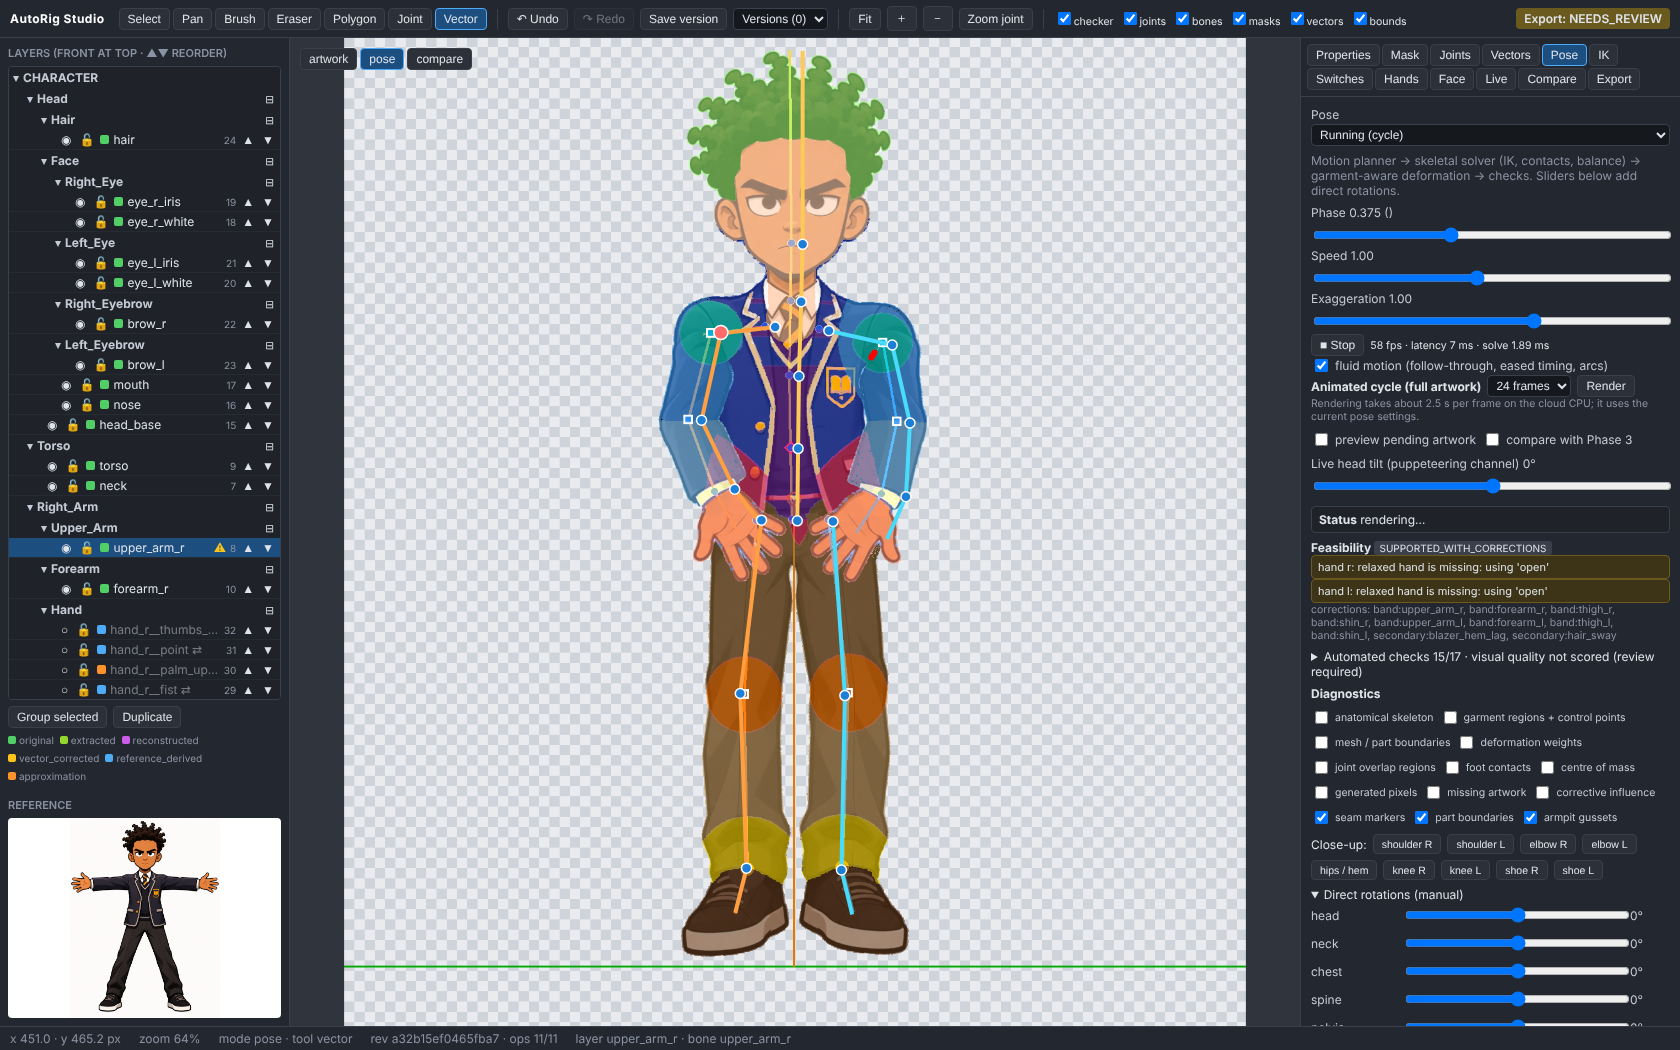 AutoRig Studio Select Pan Brush Eraser Polygon Joint Vector ↶ Undo ↷ Redo Save version Versions (0) Fit + − Zoom joint checker joints bones masks vectors bounds Export: NEEDS_REVIEW
LAYERS (FRONT AT TOP · ▲▼ REORDER)
▾ CHARACTER
▾ Head
▾ Hair
hair 24 ▲ ▼
▾ Face
▾ Right_Eye
eye_r_iris 19 ▲ ▼
eye_r_white 18 ▲ ▼
▾ Left_Eye
eye_l_iris 21 ▲ ▼
eye_l_white 20 ▲ ▼
▾ Right_Eyebrow
brow_r 22 ▲ ▼
▾ Left_Eyebrow
brow_l 23 ▲ ▼
mouth 17 ▲ ▼
nose 16 ▲ ▼
head_base 15 ▲ ▼
▾ Torso
torso 9 ▲ ▼
neck 7 ▲ ▼
▾ Right_Arm
▾ Upper_Arm
upper_arm_r 8 ▲ ▼
▾ Forearm
forearm_r 10 ▲ ▼
▾ Hand
hand_r__thumbs_... 32 ▲ ▼
hand_r__point ⇄ 31 ▲ ▼
hand_r__palm_up... 30 ▲ ▼
hand_r__fist ⇄ 29 ▲ ▼
Group selected Duplicate
original extracted reconstructed
vector_corrected reference_derived
approximation
REFERENCE
artwork pose compare
Properties Mask Joints Vectors Pose IK
Switches Hands Face Live Compare Export
Pose
Running (cycle)
Motion planner → skeletal solver (IK, contacts, balance) →
garment-aware deformation → checks. Sliders below add
direct rotations.
Phase 0.375 ()
Speed 1.00
Exaggeration 1.00
■ Stop 58 fps · latency 7 ms · solve 1.89 ms
fluid motion (follow-through, eased timing, arcs)
Animated cycle (full artwork) 24 frames Render
Rendering takes about 2.5 s per frame on the cloud CPU; it uses the
current pose settings.
preview pending artwork compare with Phase 3
Live head tilt (puppeteering channel) 0°
Status rendering...
Feasibility SUPPORTED_WITH_CORRECTIONS
hand r: relaxed hand is missing: using 'open'
hand l: relaxed hand is missing: using 'open'
corrections: band:upper_arm_r, band:forearm_r, band:thigh_r,
band:shin_r, band:upper_arm_l, band:forearm_l, band:thigh_l,
band:shin_l, secondary:blazer_hem_lag, secondary:hair_sway
▶ Automated checks 15/17 · visual quality not scored (review
required)
Diagnostics
anatomical skeleton garment regions + control points
mesh / part boundaries deformation weights
joint overlap regions foot contacts centre of mass
generated pixels missing artwork corrective influence
seam markers part boundaries armpit gussets
Close-up: shoulder R shoulder L elbow R elbow L
hips / hem knee R knee L shoe R shoe L
▼ Direct rotations (manual)
head 0°
neck 0°
chest 0°
spine 0°
x 451.0 · y 465.2 px zoom 64% mode pose · tool vector rev a32b15ef0465fba7 · ops 11/11 layer upper_arm_r · bone upper_arm_r